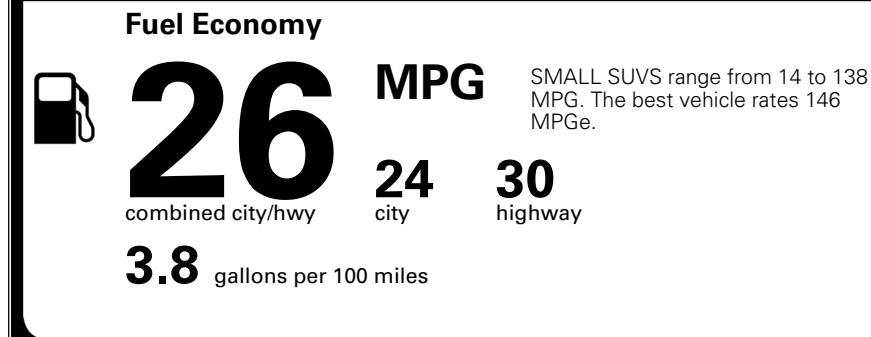 Fuel Economy
26 MPG
SMALL SUVS range from 14 to 138
MPG. The best vehicle rates 146
MPGe.
24 30
combined city/hwy city highway
3.8 gallons per 100 miles